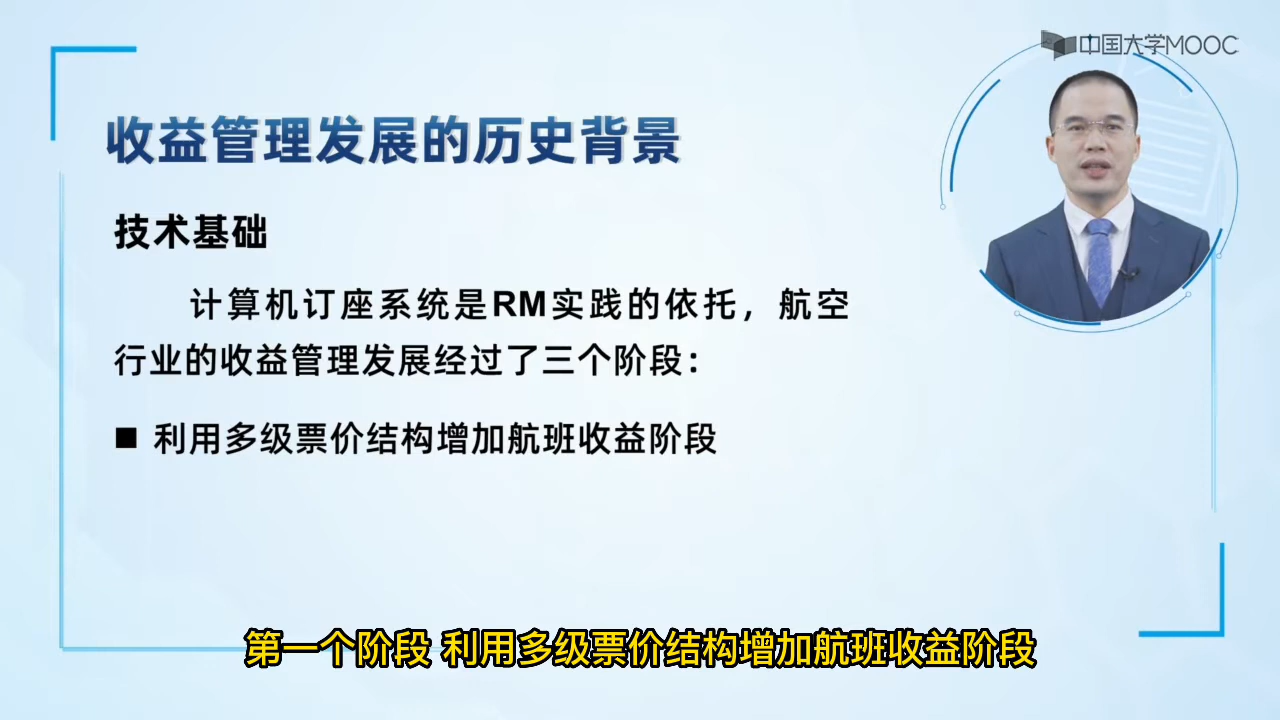 中国大学MOOC
收益管理发展的历史背景
技术基础
计算机订座系统是RM实践的依托，航空
行业的收益管理发展经过了三个阶段：
■ 利用多级票价结构增加航班收益阶段
第一个阶段 利用多级票价结构增加航班收益阶段